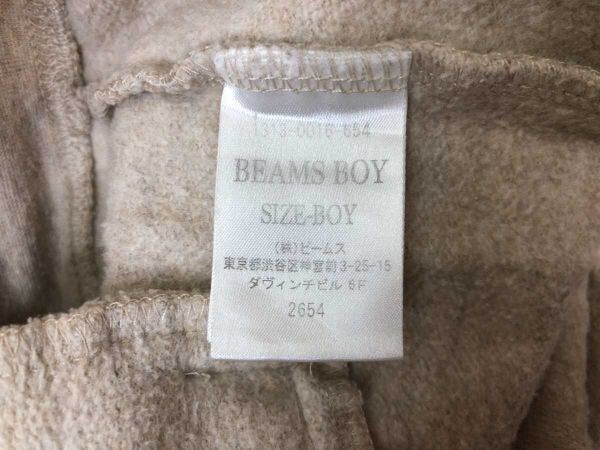 1313-0016-654
BEAMS BOY
SIZE-BOY
(株)ビームス
東京都渋谷区神宮前3-25-15
ダヴィンチビル 6F
2654